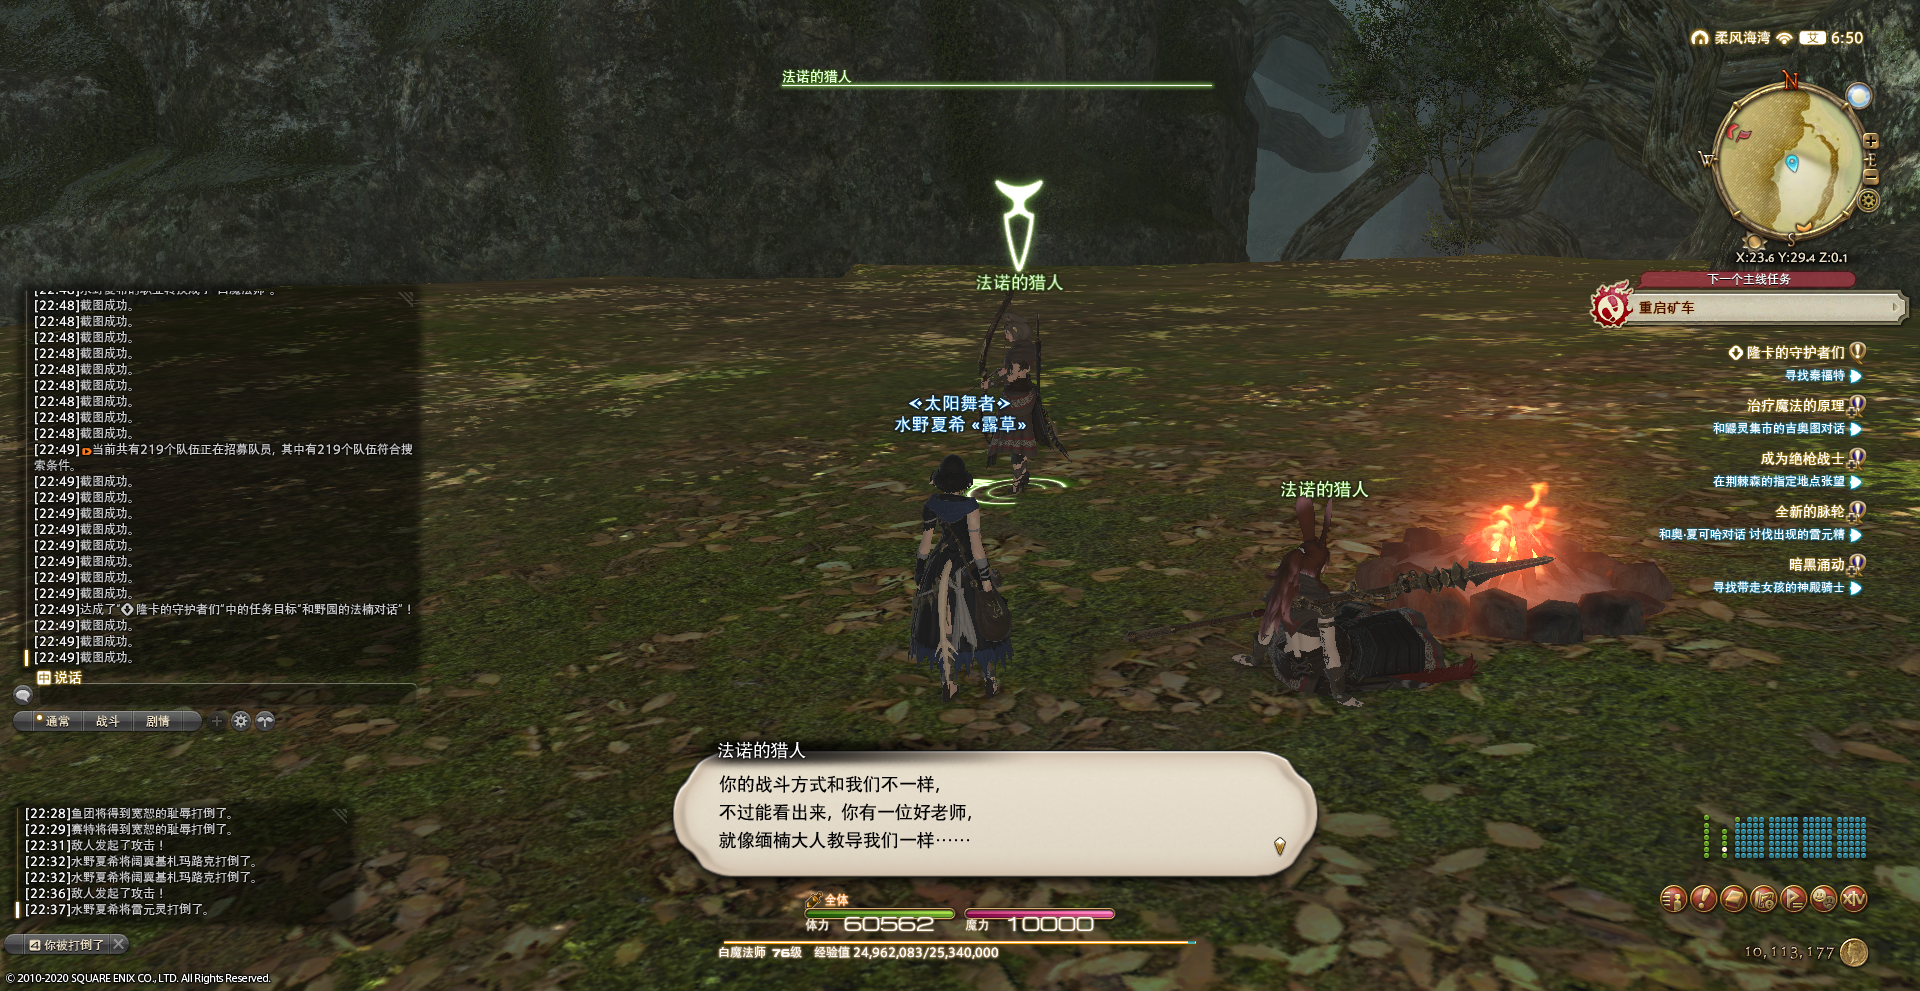 柔风海湾 艾 6:50
法诺的猎人
N
W
E
S
X:23.6 Y:29.4 Z:0.1
下一个主线任务
重启矿车
隆卡的守护者们
寻找秦福特
治疗魔法的原理
和鼹灵集市的吉奥图对话
成为绝枪战士
在荆棘森的指定地点张望
全新的脉轮
和奥·夏可哈对话 讨伐出现的雷元精
暗黑涌动
寻找带走女孩的神殿骑士
法诺的猎人
太阳舞者
水野夏希 «露草»
法诺的猎人
[22:48]水野夏希的职业转换成了“白魔法师”。
[22:48]截图成功。
[22:48]截图成功。
[22:48]截图成功。
[22:48]截图成功。
[22:48]截图成功。
[22:48]截图成功。
[22:48]截图成功。
[22:48]截图成功。
[22:48]截图成功。
[22:49]当前共有219个队伍正在招募队员, 其中有219个队伍符合搜
索条件。
[22:49]截图成功。
[22:49]截图成功。
[22:49]截图成功。
[22:49]截图成功。
[22:49]截图成功。
[22:49]截图成功。
[22:49]截图成功。
[22:49]截图成功。
[22:49]达成了“隆卡的守护者们”中的任务目标“和野园的法楠对话”！
[22:49]截图成功。
[22:49]截图成功。
[22:49]截图成功。
说话
通常 战斗 剧情
法诺的猎人
你的战斗方式和我们不一样,
不过能看出来, 你有一位好老师,
就像缅楠大人教导我们一样……
[22:28]鱼团将得到宽恕的耻辱打倒了。
[22:29]赛特将得到宽恕的耻辱打倒了。
[22:31]敌人发起了攻击！
[22:32]水野夏希将阔翼基札玛路克打倒了。
[22:32]水野夏希将阔翼基札玛路克打倒了。
[22:36]敌人发起了攻击！
[22:37]水野夏希将雷元灵打倒了。
4 你被打倒了
全体
体力 60562 魔力 10000
白魔法师 76级 经验值 24,962,083/25,340,000
XIV
10,113,177
© 2010-2020 SQUARE ENIX CO., LTD. All Rights Reserved.